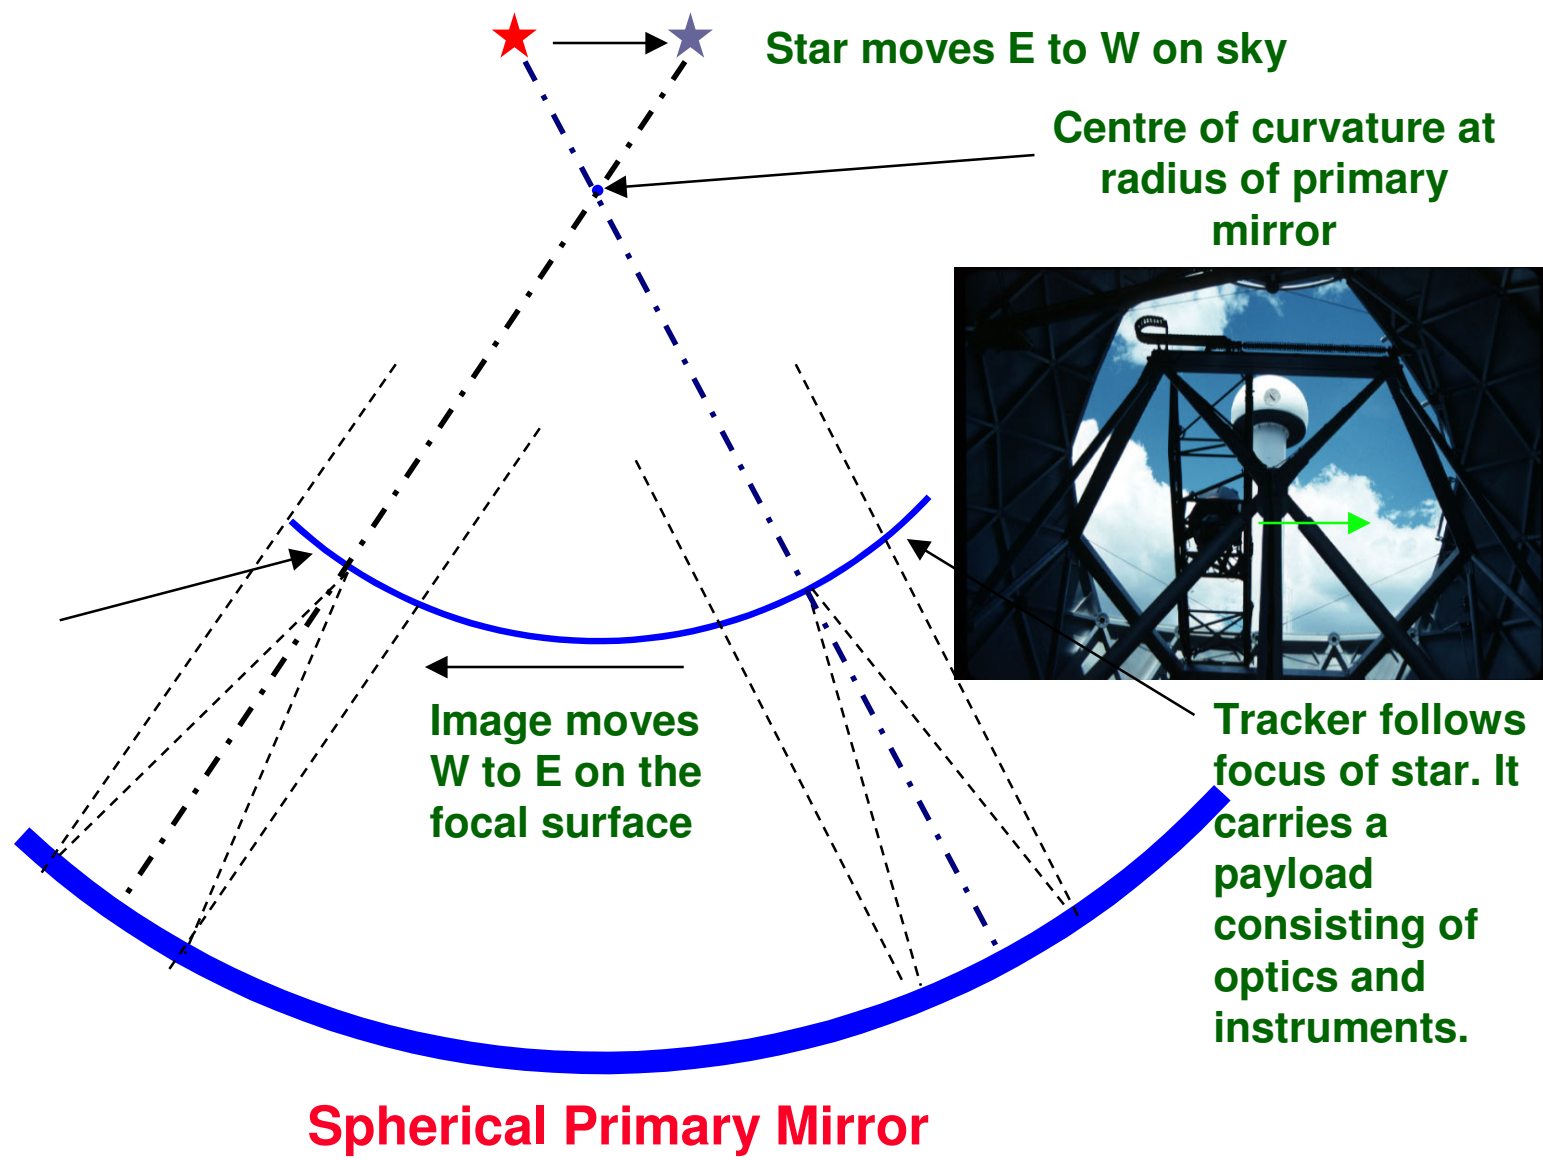 Star moves E to W on sky
Centre of curvature at
radius of primary
mirror
Image moves
W to E on the
focal surface
Tracker follows
focus of star. It
carries a
payload
consisting of
optics and
instruments.
Spherical Primary Mirror